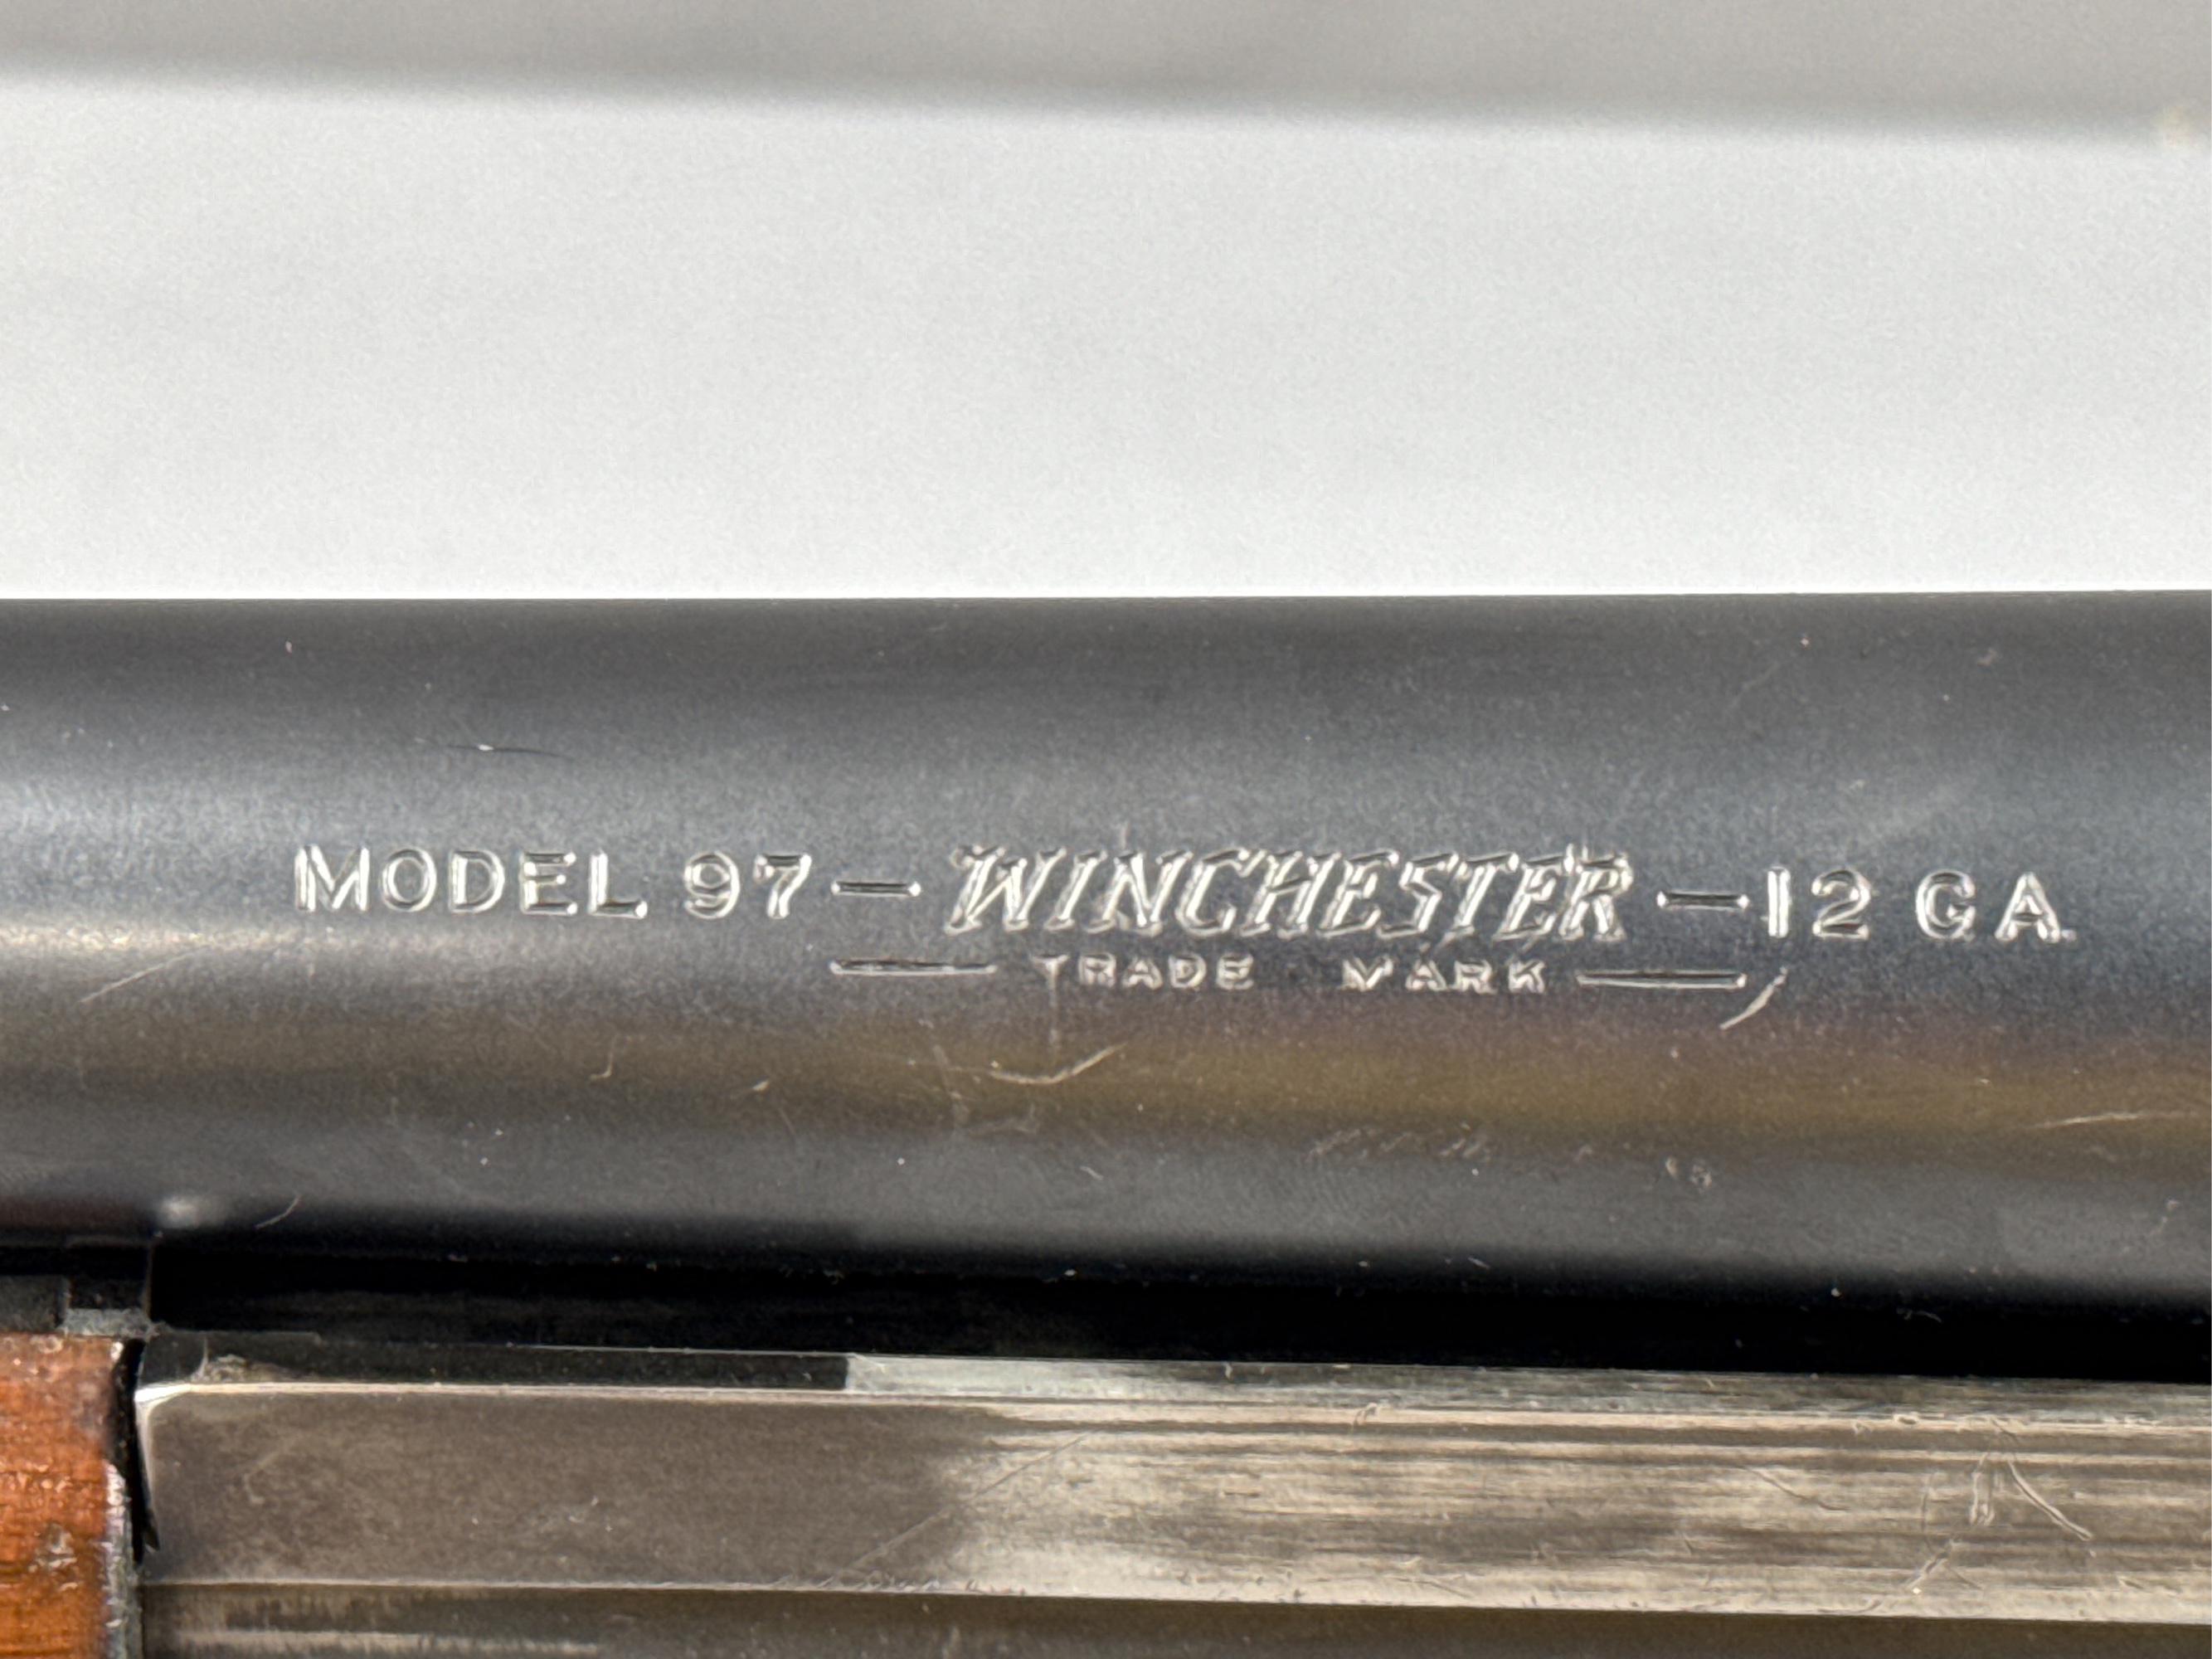 MODEL 97 — WINCHESTER — 12 GA.
— TRADE MARK —